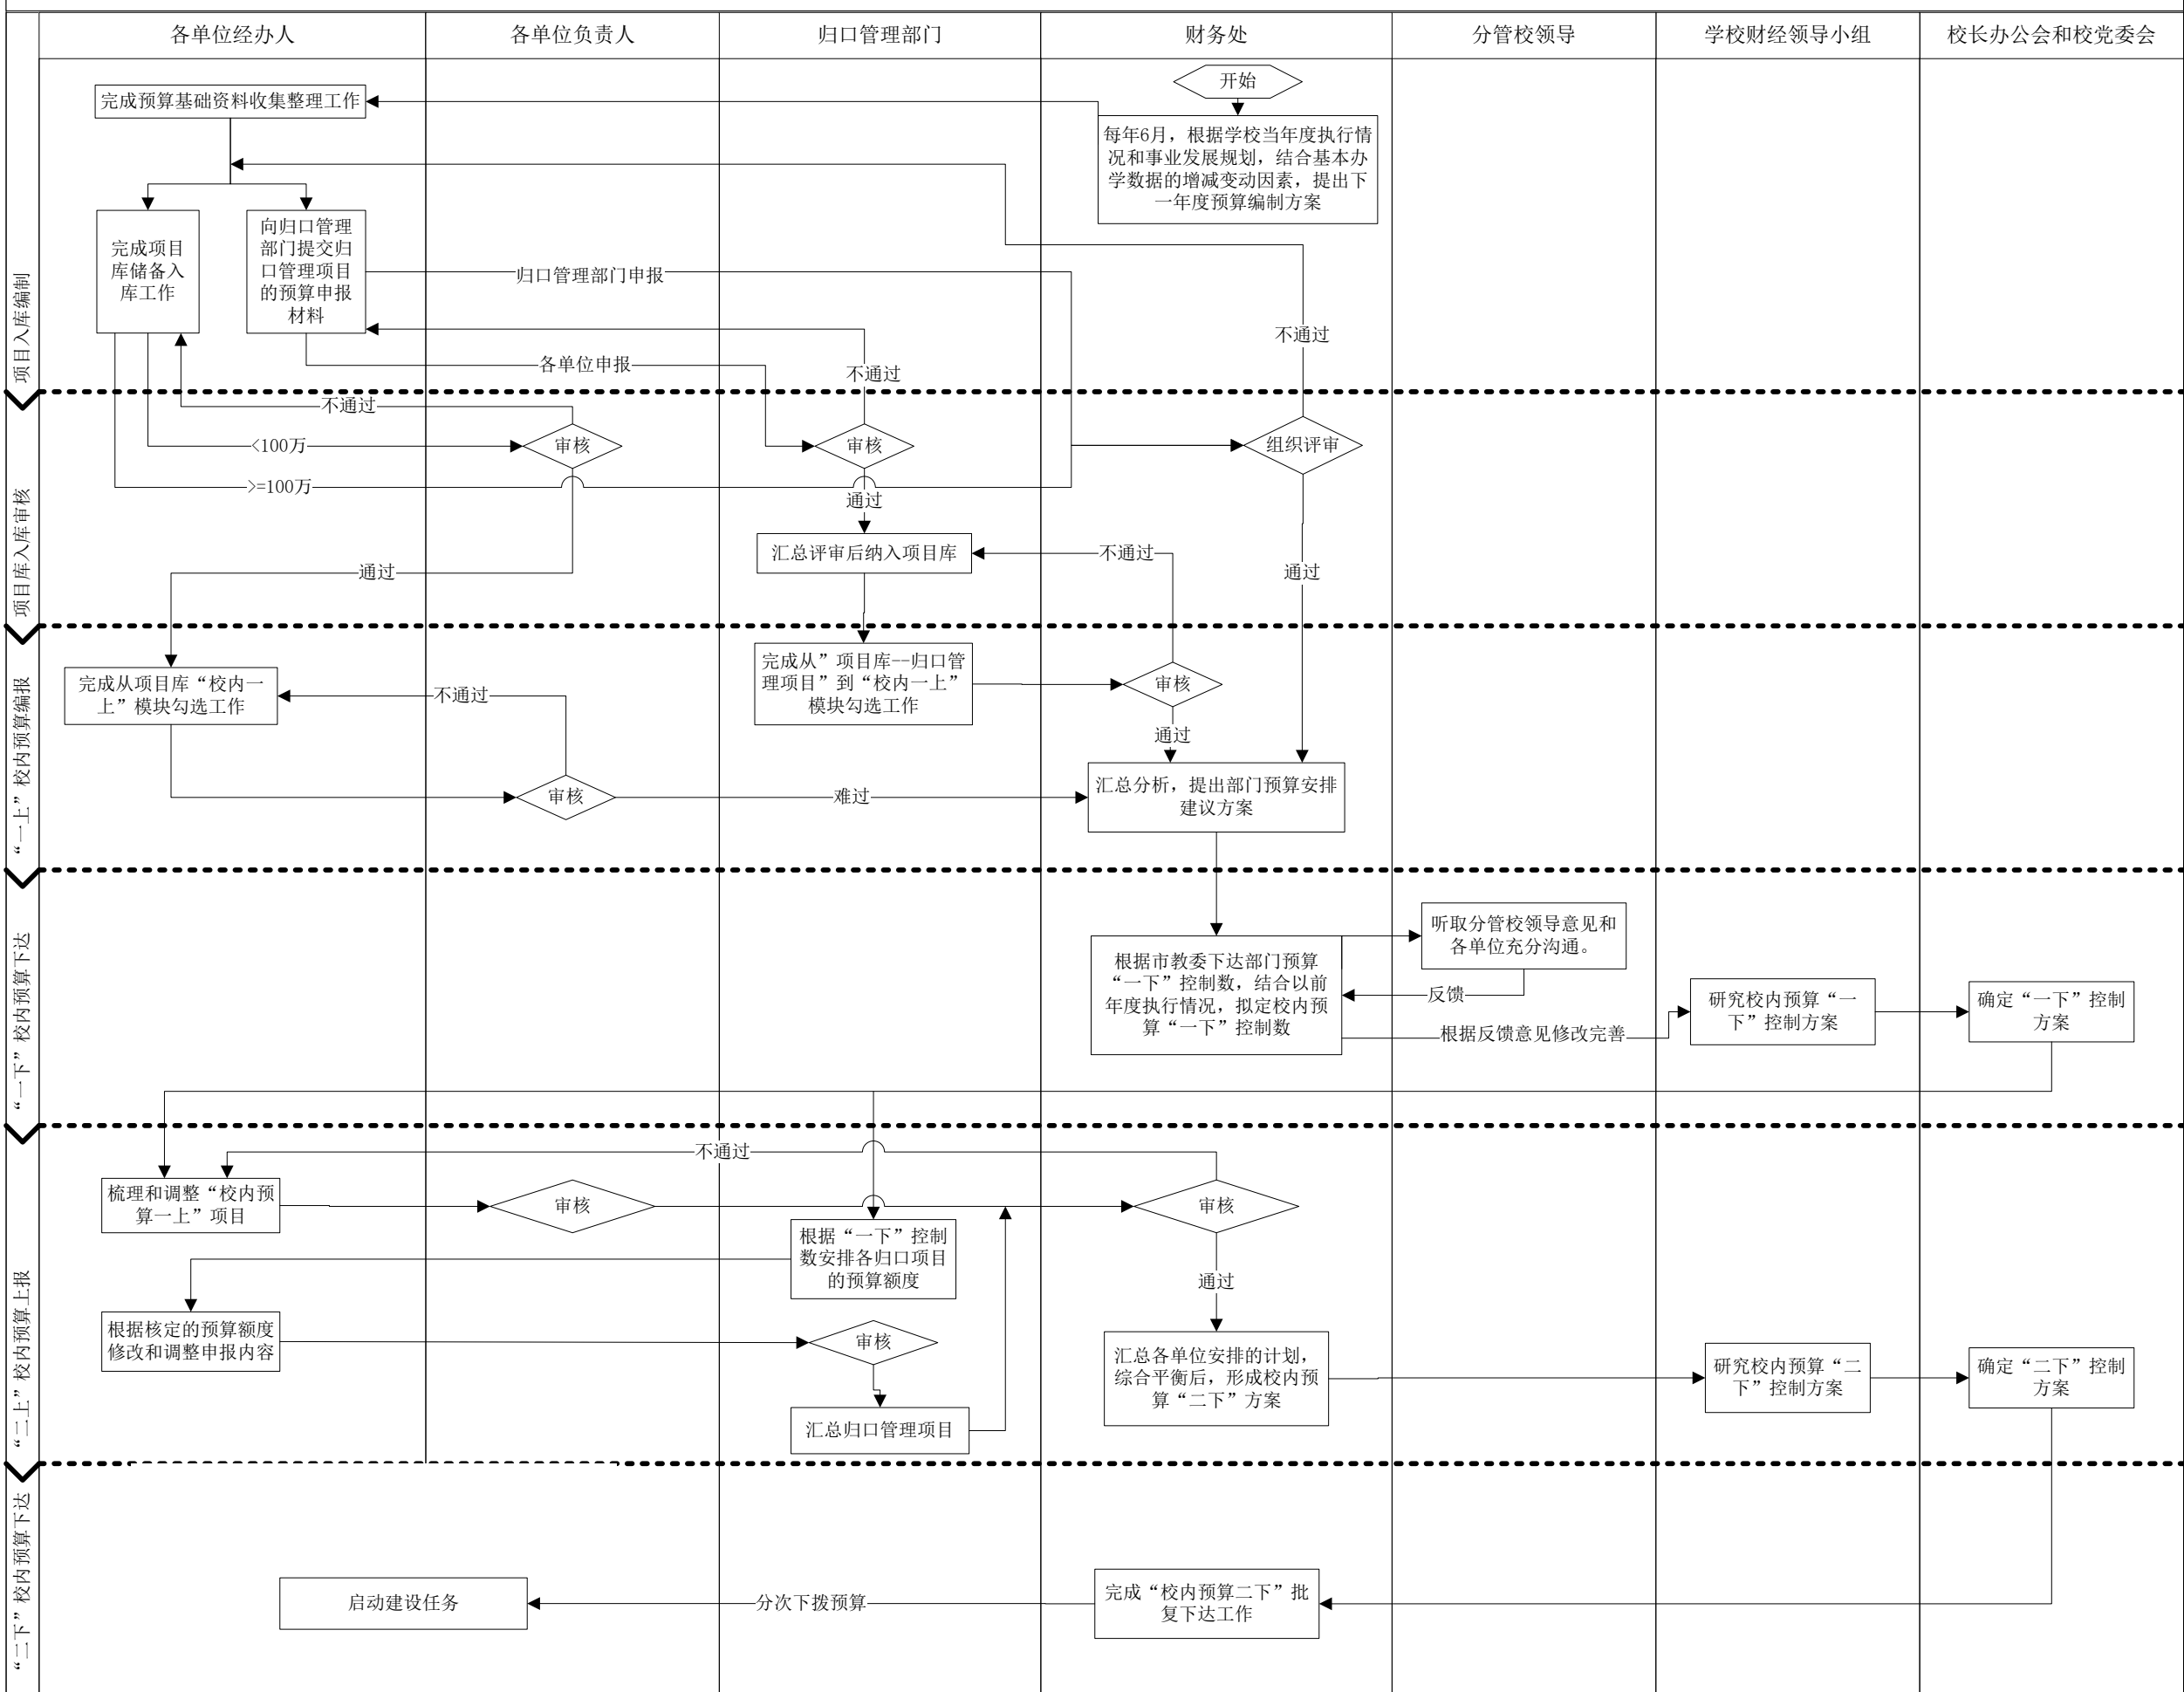 各单位经办人
各单位负责人
归口管理部门
财务处
分管校领导
学校财经领导小组
校长办公会和校党委会
项目入库编制
开始
完成预算基础资料收集整理工作
每年6月，根据学校当年度执行情
况和事业发展规划，结合基本办
学数据的增减变动因素，提出下
一年度预算编制方案
完成项目
库储备入
库工作
向归口管理
部门提交归
口管理项目
的预算申报
材料
归口管理部门申报
不通过
各单位申报
不通过
项目库入库审核
不通过
<100万
审核
审核
组织评审
>=100万
通过
汇总评审后纳入项目库
不通过
通过
通过
“一上”校内预算编报
完成从项目库“校内一
上”模块勾选工作
不通过
完成从”项目库--归口管
理项目”到“校内一上”
模块勾选工作
审核
通过
审核
难过
汇总分析，提出部门预算安排
建议方案
“一下”校内预算下达
听取分管校领导意见和
各单位充分沟通。
根据市教委下达部门预算
“一下”控制数，结合以前
年度执行情况，拟定校内预
算“一下”控制数
反馈
根据反馈意见修改完善
研究校内预算“一
下”控制方案
确定“一下”控制
方案
“二上”校内预算上报
不通过
梳理和调整“校内预
算一上”项目
审核
审核
根据“一下”控制
数安排各归口项目
的预算额度
通过
根据核定的预算额度
修改和调整申报内容
审核
汇总各单位安排的计划，
综合平衡后，形成校内预
算“二下”方案
研究校内预算“二
下”控制方案
确定“二下”控制
方案
汇总归口管理项目
“二下”校内预算下达
启动建设任务
分次下拨预算
完成“校内预算二下”批
复下达工作